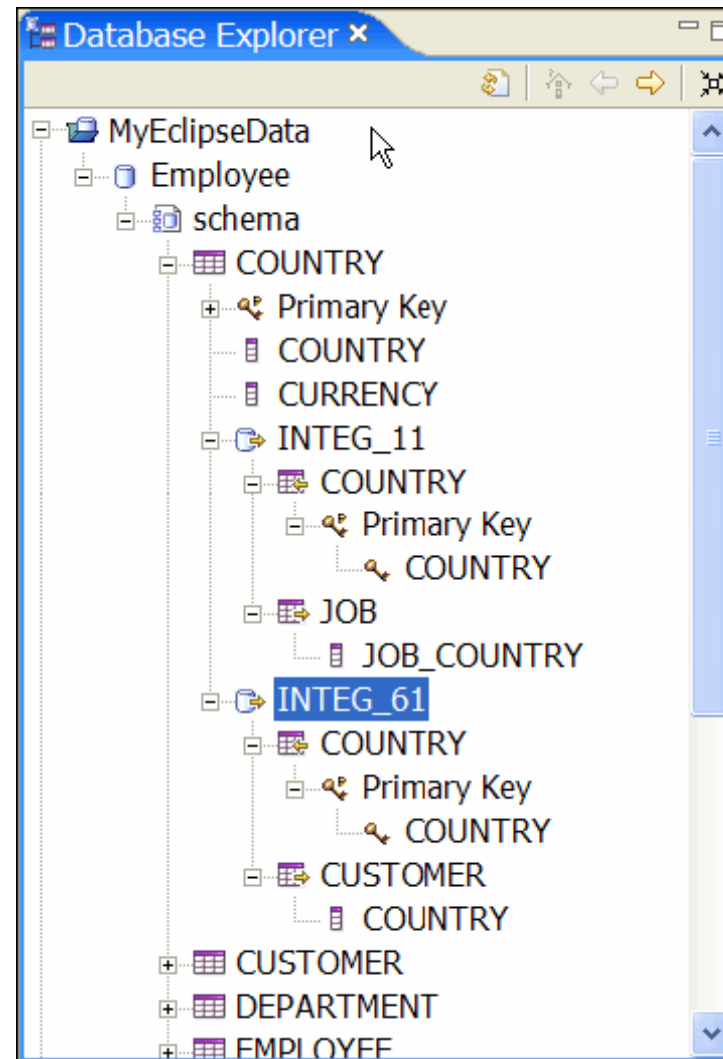 Database Explorer
MyEclipseData
Employee
schema
COUNTRY
Primary Key
COUNTRY
CURRENCY
INTEG_11
COUNTRY
Primary Key
COUNTRY
JOB
JOB_COUNTRY
INTEG_61
COUNTRY
Primary Key
COUNTRY
CUSTOMER
COUNTRY
CUSTOMER
DEPARTMENT
EMPLOYEE